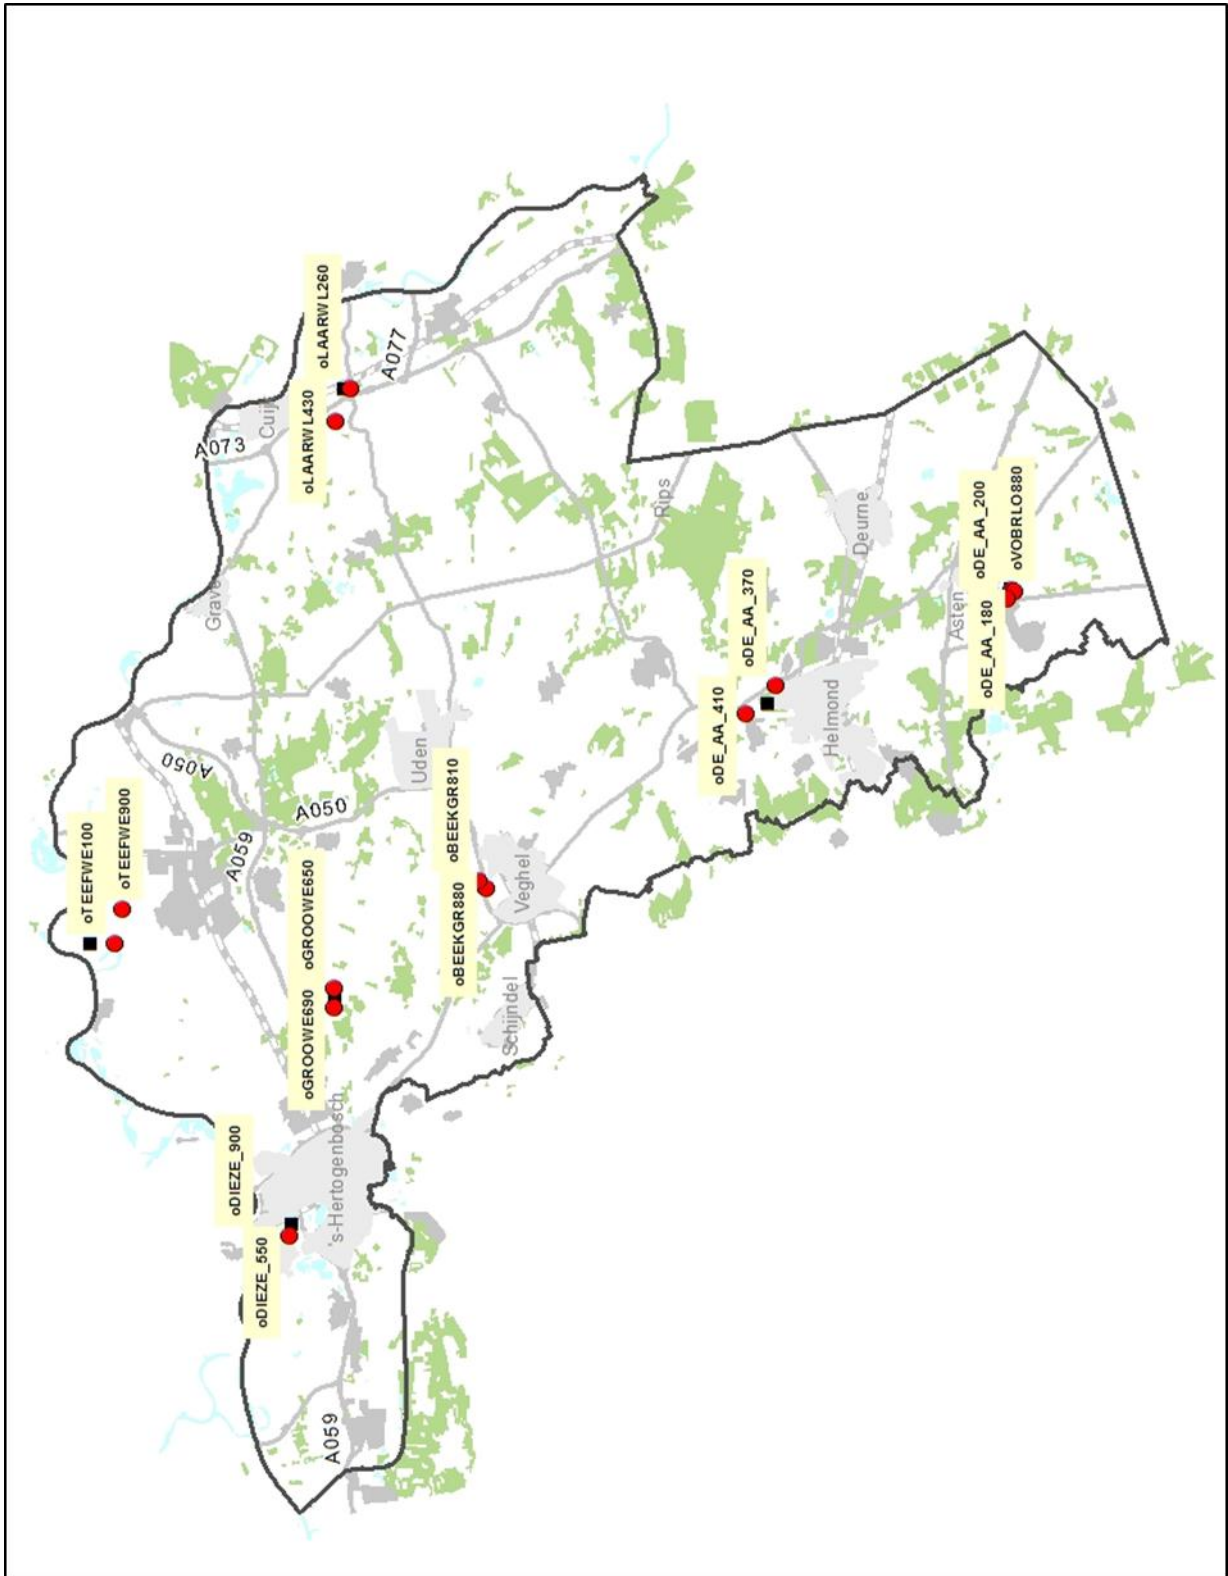 oTEEFWE100
oTEEFWE900
A050
Grave
A073
oDIEZE_900
A059
oDIEZE_550
Cuij
oGROOWE690
oGROOWE650
oLAARWL430
A050
oLAARWL260
A059
's-Hertogenbosch
A077
Uden
oBEEKGR810
oBEEKGR880
Schijndel
Veghel
Rips
oDE_AA_410
oDE_AA_370
Helmond
Deurne
Asten
oDE_AA_200
oDE_AA_180
oVOBRLO880